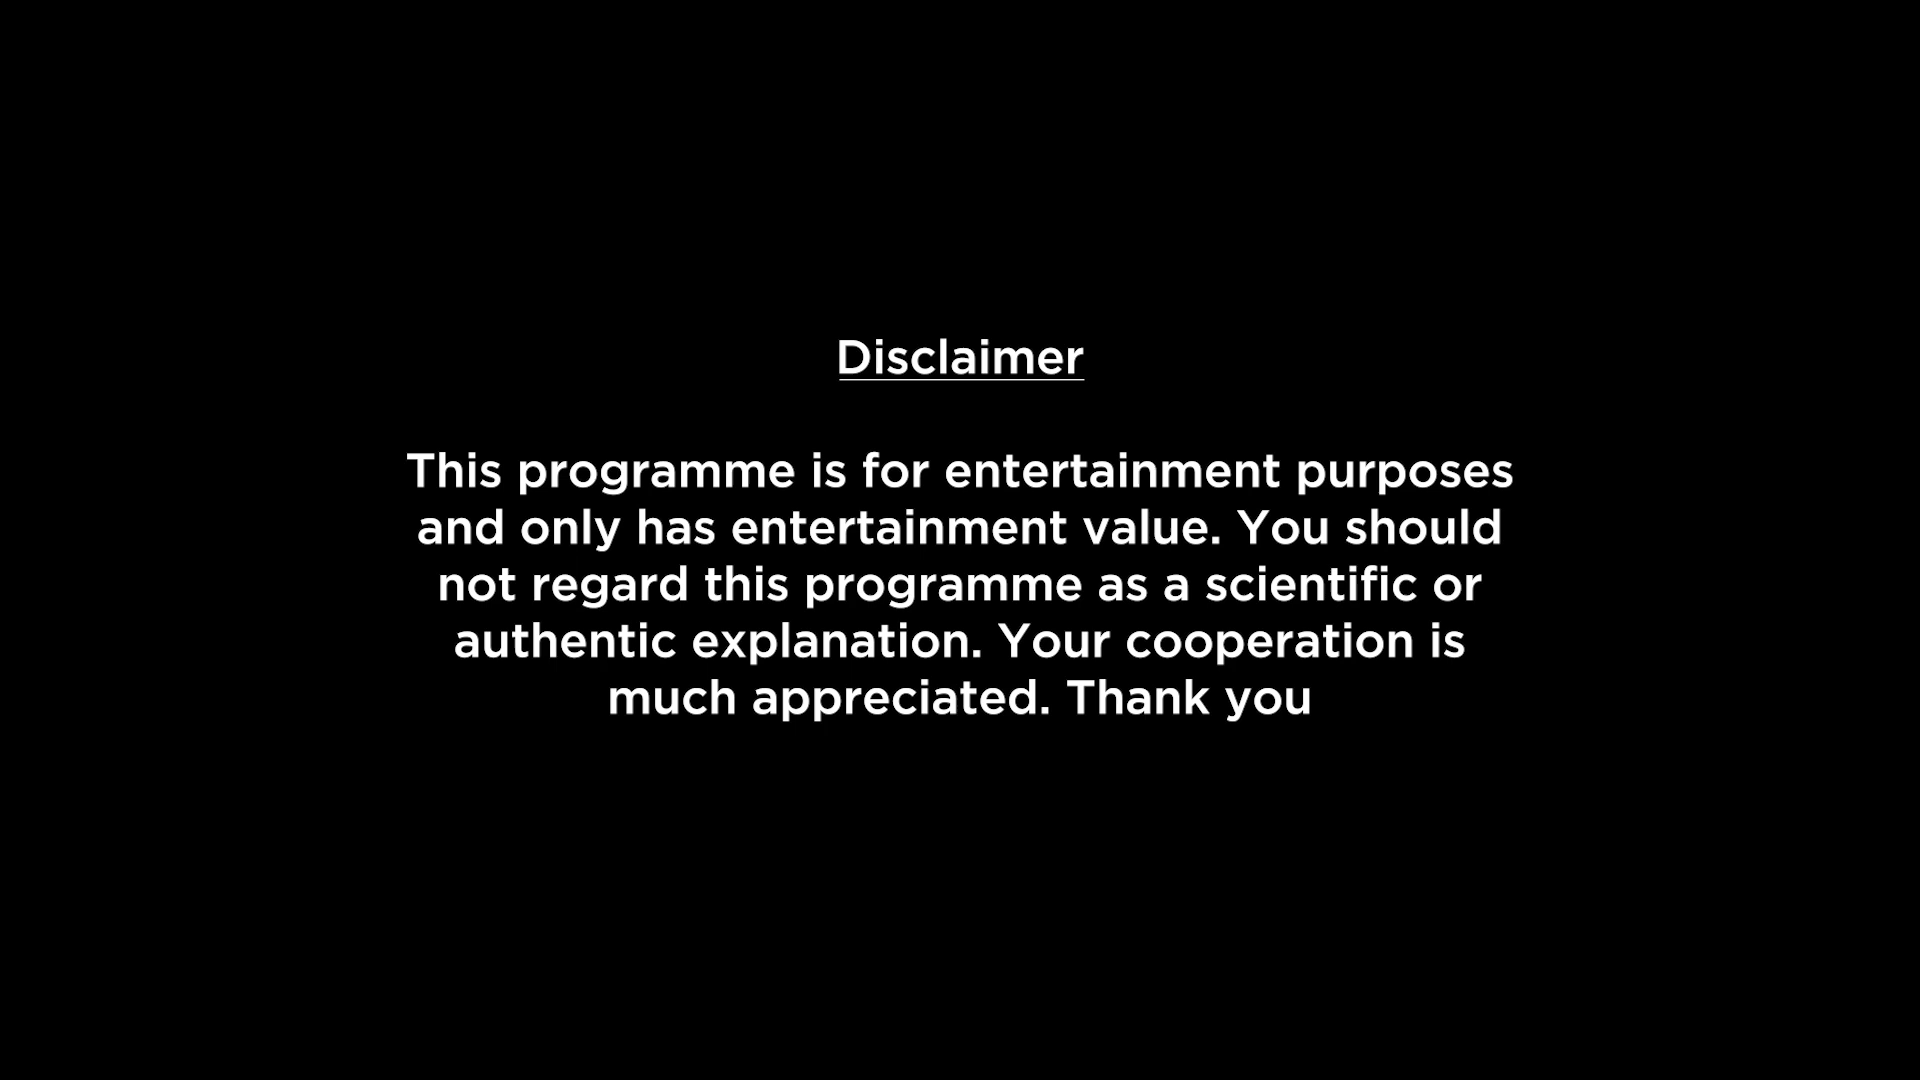 Disclaimer
This programme is for entertainment purposes
and only has entertainment value. You should
not regard this programme as a scientific or
authentic explanation. Your cooperation is
much appreciated. Thank you